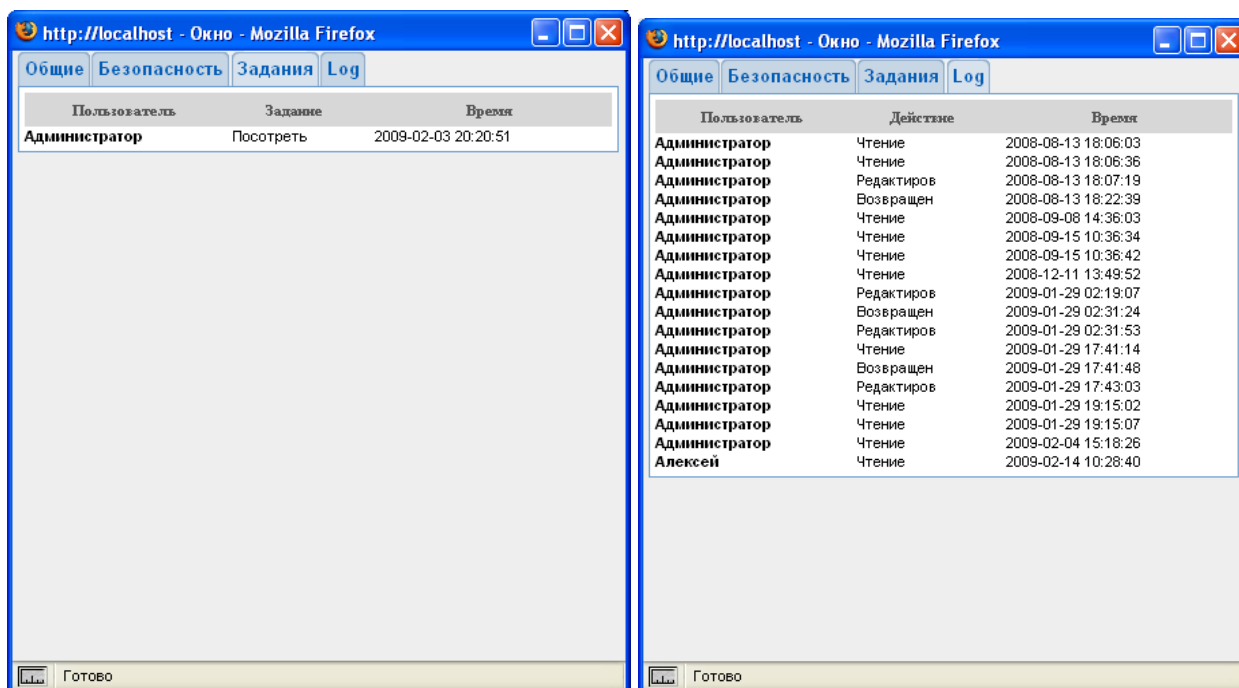 http://localhost - Окно - Mozilla Firefox
Общие Безопасность Задания Log
Пользователь Задание Время
Администратор Посотреть 2009-02-03 20:20:51
Готово
http://localhost - Окно - Mozilla Firefox
Общие Безопасность Задания Log
Пользователь Действие Время
Администратор Чтение 2008-08-13 18:06:03
Администратор Чтение 2008-08-13 18:06:36
Администратор Редактиров 2008-08-13 18:07:19
Администратор Возвращен 2008-08-13 18:22:39
Администратор Чтение 2008-09-08 14:36:03
Администратор Чтение 2008-09-15 10:36:34
Администратор Чтение 2008-09-15 10:36:42
Администратор Чтение 2008-12-11 13:49:52
Администратор Редактиров 2009-01-29 02:19:07
Администратор Возвращен 2009-01-29 02:31:24
Администратор Редактиров 2009-01-29 02:31:53
Администратор Чтение 2009-01-29 17:41:14
Администратор Возвращен 2009-01-29 17:41:48
Администратор Редактиров 2009-01-29 17:43:03
Администратор Чтение 2009-01-29 19:15:02
Администратор Чтение 2009-01-29 19:15:07
Администратор Чтение 2009-02-04 15:18:26
Алексей Чтение 2009-02-14 10:28:40
Готово